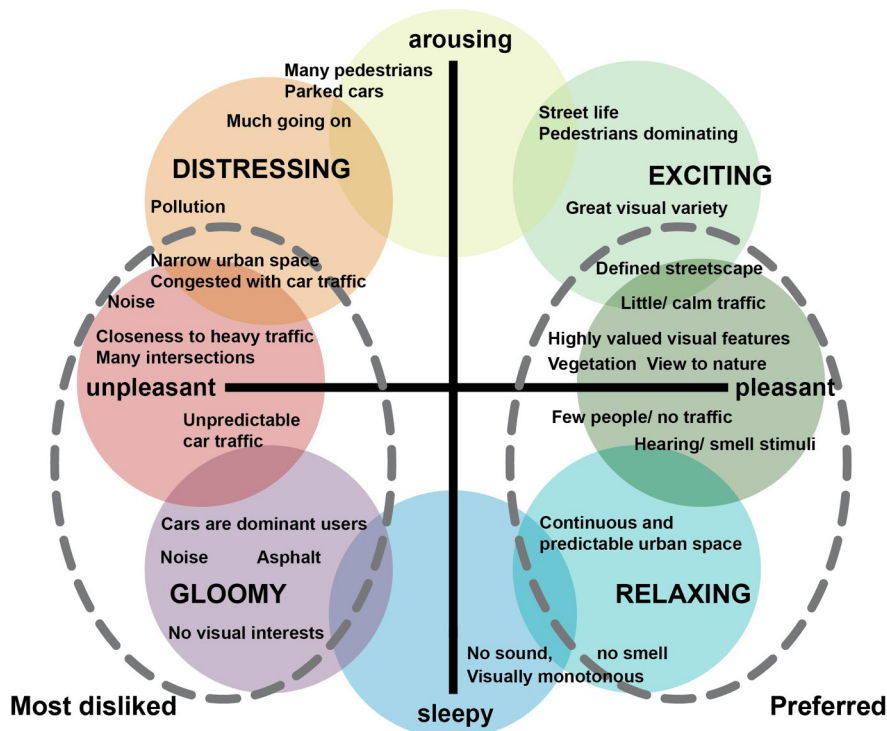 arousing
Many pedestrians
Parked cars
Much going on
DISTRESSING
Pollution
Street life
Pedestrians dominating
EXCITING
Great visual variety
Narrow urban space
Congested with car traffic
Noise
Closeness to heavy traffic
Many intersections
unpleasant
Unpredictable
car traffic
Defined streetscape
Little/ calm traffic
Highly valued visual features
Vegetation View to nature
pleasant
Few people/ no traffic
Hearing/ smell stimuli
Cars are dominant users
Noise Asphalt
GLOOMY
No visual interests
Continuous and
predictable urban space
RELAXING
No sound, no smell
Visually monotonous
Most disliked
sleepy
Preferred